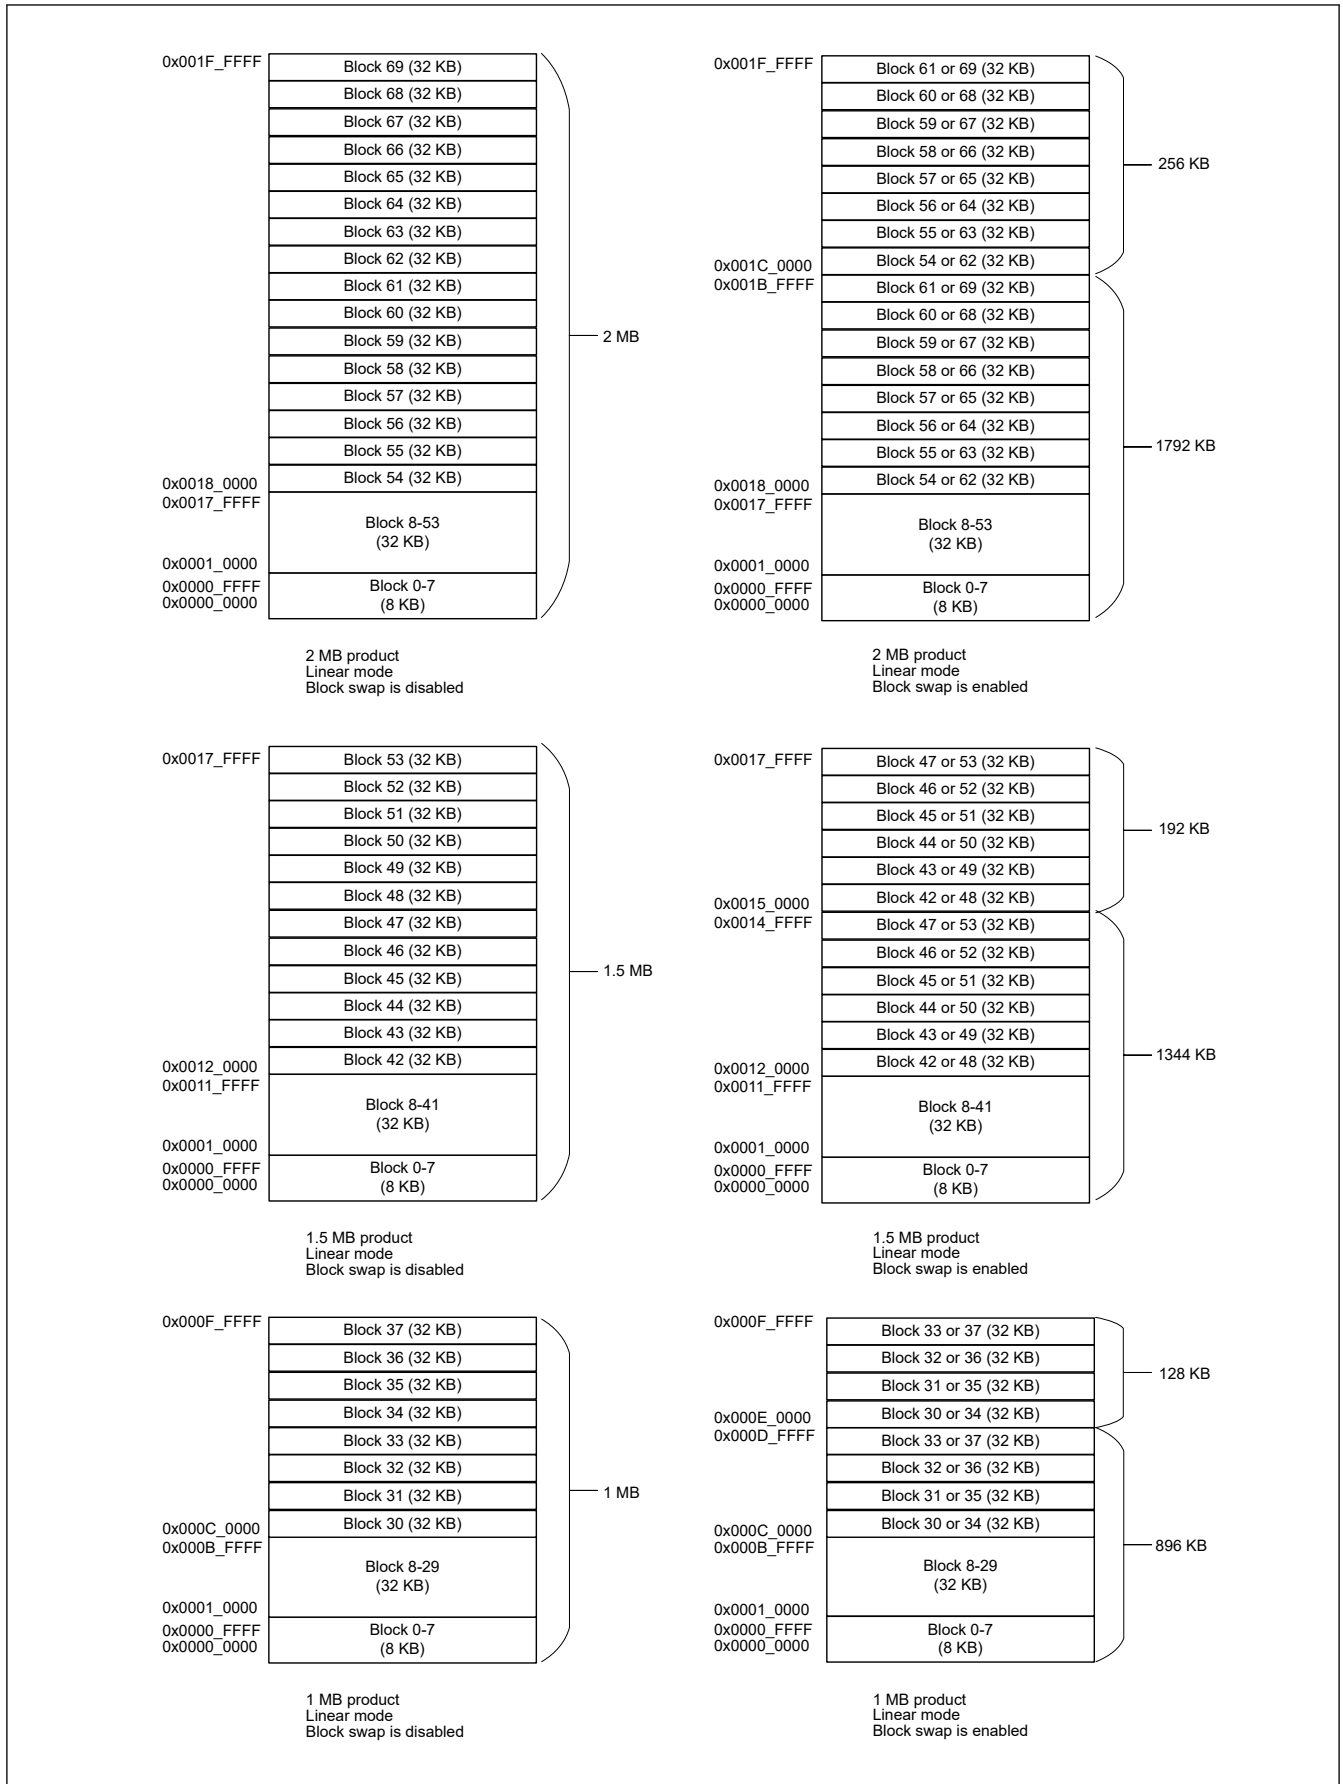 0x001F_FFFF
Block 69 (32 KB)
Block 68 (32 KB)
Block 67 (32 KB)
Block 66 (32 KB)
Block 65 (32 KB)
Block 64 (32 KB)
Block 63 (32 KB)
Block 62 (32 KB)
Block 61 (32 KB)
Block 60 (32 KB)
Block 59 (32 KB)
Block 58 (32 KB)
Block 57 (32 KB)
Block 56 (32 KB)
Block 55 (32 KB)
Block 54 (32 KB)
2 MB
0x0018_0000
0x0017_FFFF
Block 8-53
(32 KB)
0x0001_0000
0x0000_FFFF
0x0000_0000
Block 0-7
(8 KB)
2 MB product
Linear mode
Block swap is disabled
0x001F_FFFF
Block 61 or 69 (32 KB)
Block 60 or 68 (32 KB)
Block 59 or 67 (32 KB)
Block 58 or 66 (32 KB)
Block 57 or 65 (32 KB)
Block 56 or 64 (32 KB)
Block 55 or 63 (32 KB)
Block 54 or 62 (32 KB)
256 KB
0x001C_0000
0x001B_FFFF
Block 61 or 69 (32 KB)
Block 60 or 68 (32 KB)
Block 59 or 67 (32 KB)
Block 58 or 66 (32 KB)
Block 57 or 65 (32 KB)
Block 56 or 64 (32 KB)
Block 55 or 63 (32 KB)
Block 54 or 62 (32 KB)
1792 KB
0x0018_0000
0x0017_FFFF
Block 8-53
(32 KB)
0x0001_0000
0x0000_FFFF
0x0000_0000
Block 0-7
(8 KB)
2 MB product
Linear mode
Block swap is enabled
0x0017_FFFF
Block 53 (32 KB)
Block 52 (32 KB)
Block 51 (32 KB)
Block 50 (32 KB)
Block 49 (32 KB)
Block 48 (32 KB)
Block 47 (32 KB)
Block 46 (32 KB)
Block 45 (32 KB)
Block 44 (32 KB)
Block 43 (32 KB)
Block 42 (32 KB)
1.5 MB
0x0012_0000
0x0011_FFFF
Block 8-41
(32 KB)
0x0001_0000
0x0000_FFFF
0x0000_0000
Block 0-7
(8 KB)
1.5 MB product
Linear mode
Block swap is disabled
0x0017_FFFF
Block 47 or 53 (32 KB)
Block 46 or 52 (32 KB)
Block 45 or 51 (32 KB)
Block 44 or 50 (32 KB)
Block 43 or 49 (32 KB)
Block 42 or 48 (32 KB)
192 KB
0x0015_0000
0x0014_FFFF
Block 47 or 53 (32 KB)
Block 46 or 52 (32 KB)
Block 45 or 51 (32 KB)
Block 44 or 50 (32 KB)
Block 43 or 49 (32 KB)
Block 42 or 48 (32 KB)
1344 KB
0x0012_0000
0x0011_FFFF
Block 8-41
(32 KB)
0x0001_0000
0x0000_FFFF
0x0000_0000
Block 0-7
(8 KB)
1.5 MB product
Linear mode
Block swap is enabled
0x000F_FFFF
Block 37 (32 KB)
Block 36 (32 KB)
Block 35 (32 KB)
Block 34 (32 KB)
Block 33 (32 KB)
Block 32 (32 KB)
Block 31 (32 KB)
Block 30 (32 KB)
1 MB
0x000C_0000
0x000B_FFFF
Block 8-29
(32 KB)
0x0001_0000
0x0000_FFFF
0x0000_0000
Block 0-7
(8 KB)
1 MB product
Linear mode
Block swap is disabled
0x000F_FFFF
Block 33 or 37 (32 KB)
Block 32 or 36 (32 KB)
Block 31 or 35 (32 KB)
Block 30 or 34 (32 KB)
128 KB
0x000E_0000
0x000D_FFFF
Block 33 or 37 (32 KB)
Block 32 or 36 (32 KB)
Block 31 or 35 (32 KB)
Block 30 or 34 (32 KB)
896 KB
0x000C_0000
0x000B_FFFF
Block 8-29
(32 KB)
0x0001_0000
0x0000_FFFF
0x0000_0000
Block 0-7
(8 KB)
1 MB product
Linear mode
Block swap is enabled